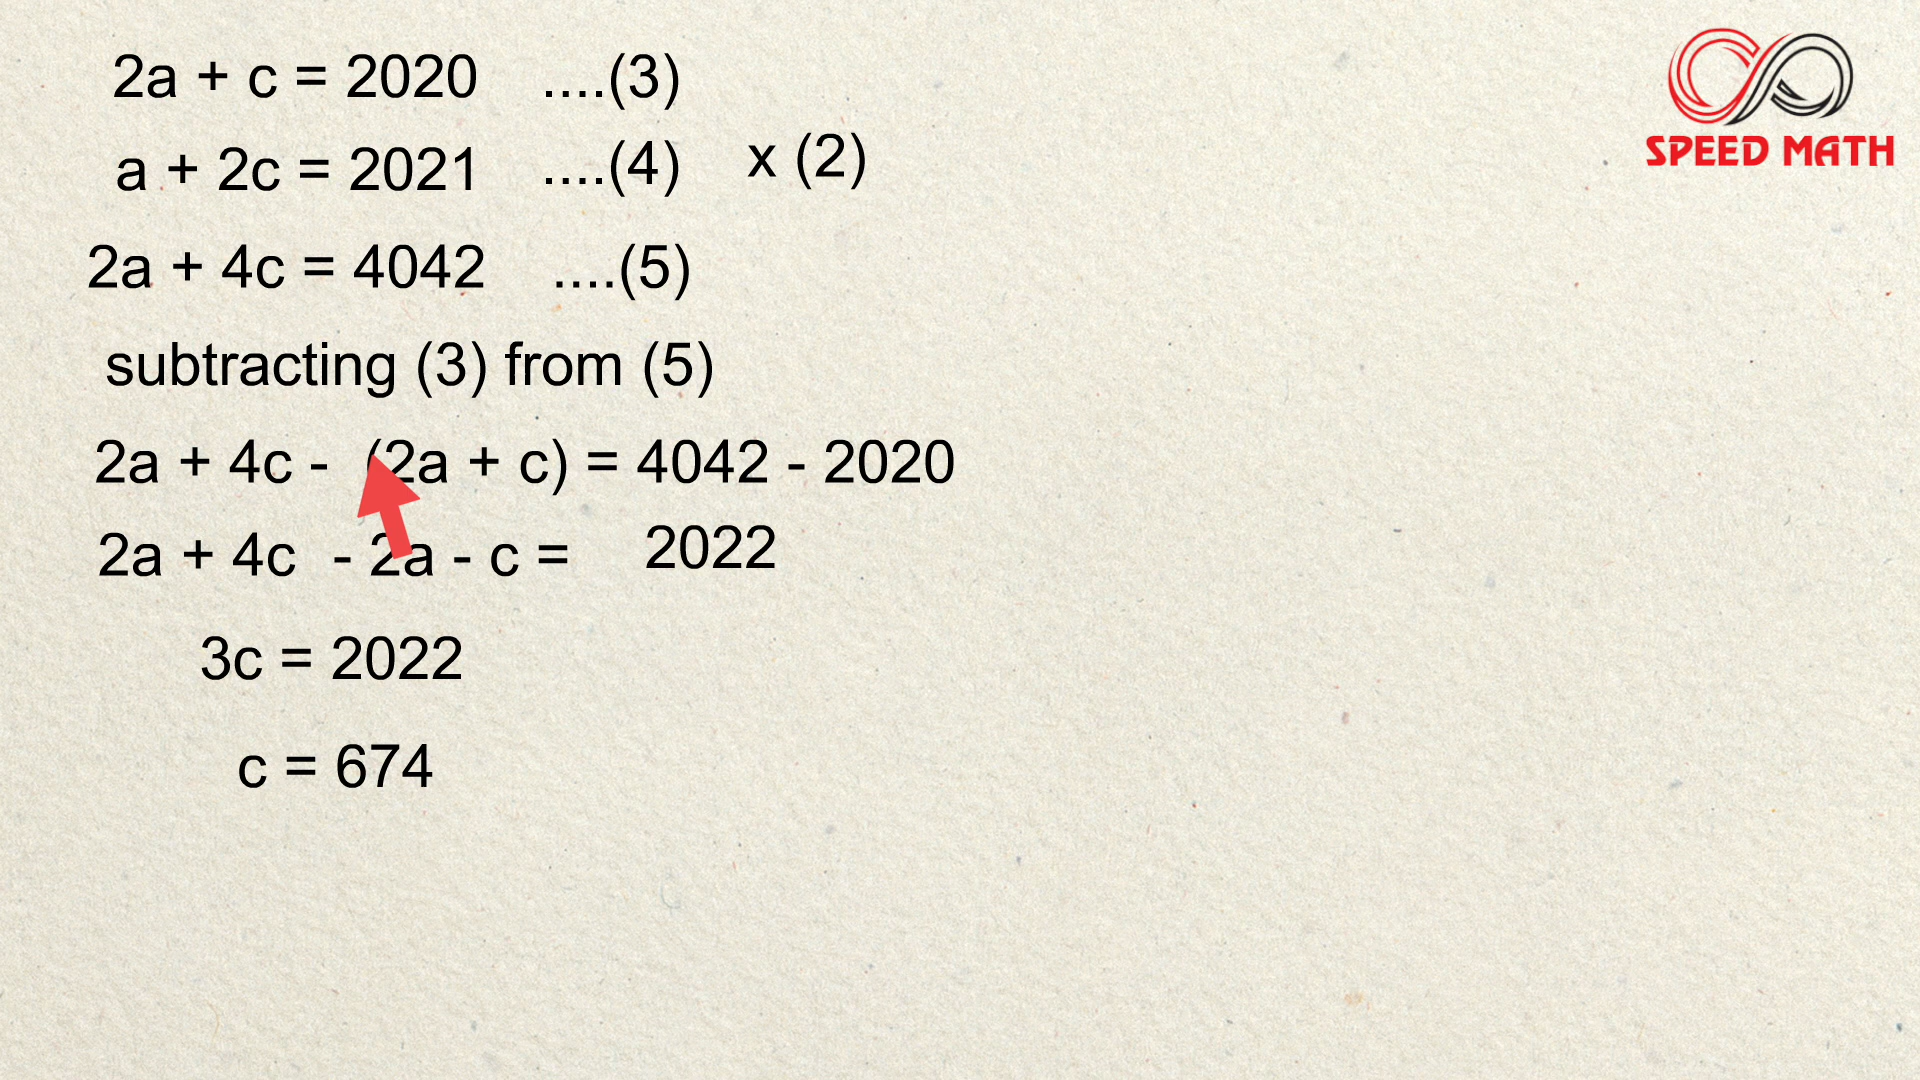 2a + c = 2020 ....(3)
a + 2c = 2021 ....(4) x (2)
2a + 4c = 4042 ....(5)
subtracting (3) from (5)
2a + 4c - (2a + c) = 4042 - 2020
2a + 4c - 2a - c = 2022
3c = 2022
c = 674
SPEED MATH